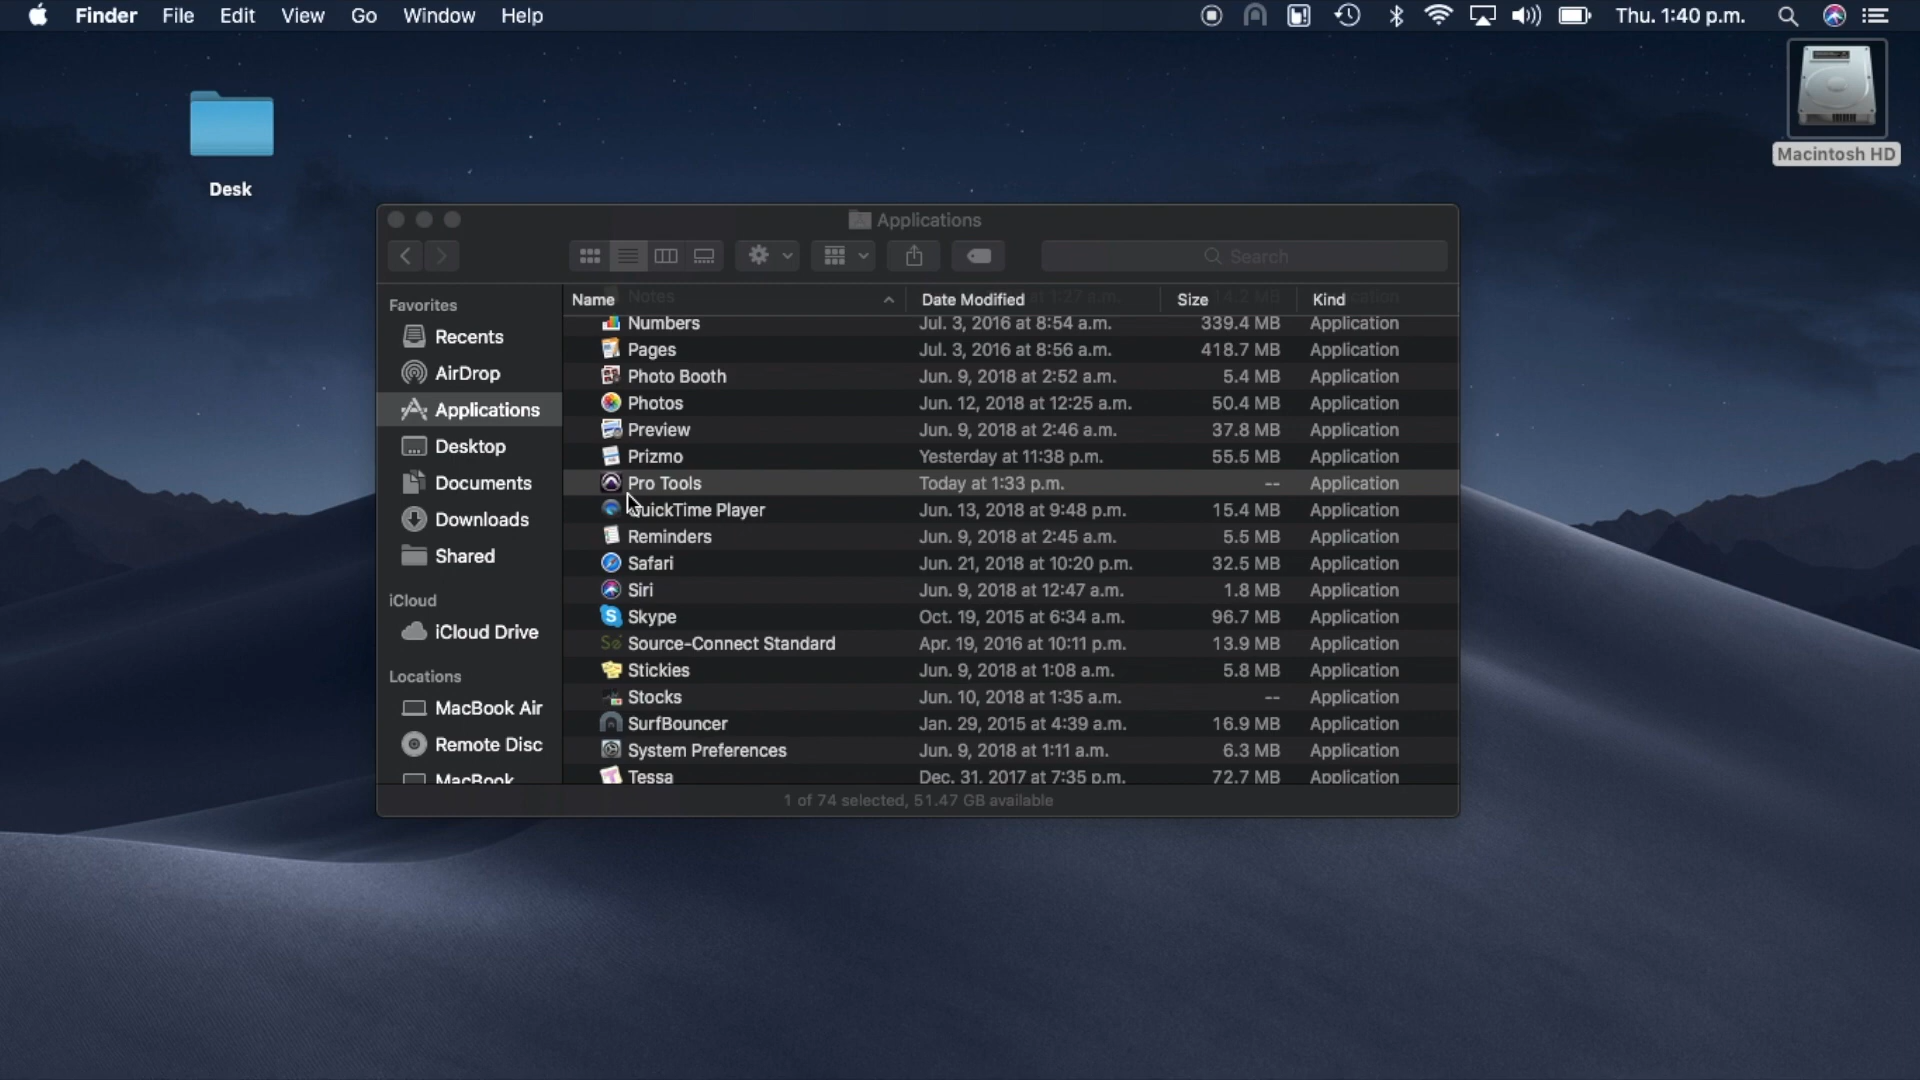 Finder File Edit View Go Window Help Thu. 1:40 p.m.
Macintosh HD
Desk
Applications
Search
Name Date Modified Size Kind
Notes
Favorites
Recents
AirDrop
Applications
Desktop
Documents
Downloads
Shared
iCloud
iCloud Drive
Locations
MacBook Air
Remote Disc
MacBook
Numbers Jul. 3, 2016 at 8:54 a.m. 339.4 MB Application
Pages Jul. 3, 2016 at 8:56 a.m. 418.7 MB Application
Photo Booth Jun. 9, 2018 at 2:52 a.m. 5.4 MB Application
Photos Jun. 12, 2018 at 12:25 a.m. 50.4 MB Application
Preview Jun. 9, 2018 at 2:46 a.m. 37.8 MB Application
Prizmo Yesterday at 11:38 p.m. 55.5 MB Application
Pro Tools Today at 1:33 p.m. -- Application
QuickTime Player Jun. 13, 2018 at 9:48 p.m. 15.4 MB Application
Reminders Jun. 9, 2018 at 2:45 a.m. 5.5 MB Application
Safari Jun. 21, 2018 at 10:20 p.m. 32.5 MB Application
Siri Jun. 9, 2018 at 12:47 a.m. 1.8 MB Application
Skype Oct. 19, 2015 at 6:34 a.m. 96.7 MB Application
Source-Connect Standard Apr. 19, 2016 at 10:11 p.m. 13.9 MB Application
Stickies Jun. 9, 2018 at 1:08 a.m. 5.8 MB Application
Stocks Jun. 10, 2018 at 1:35 a.m. -- Application
SurfBouncer Jan. 29, 2015 at 4:39 a.m. 16.9 MB Application
System Preferences Jun. 9, 2018 at 1:11 a.m. 6.3 MB Application
Tessa Dec. 31, 2017 at 7:35 p.m. 72.7 MB Application
1 of 74 selected, 51.47 GB available